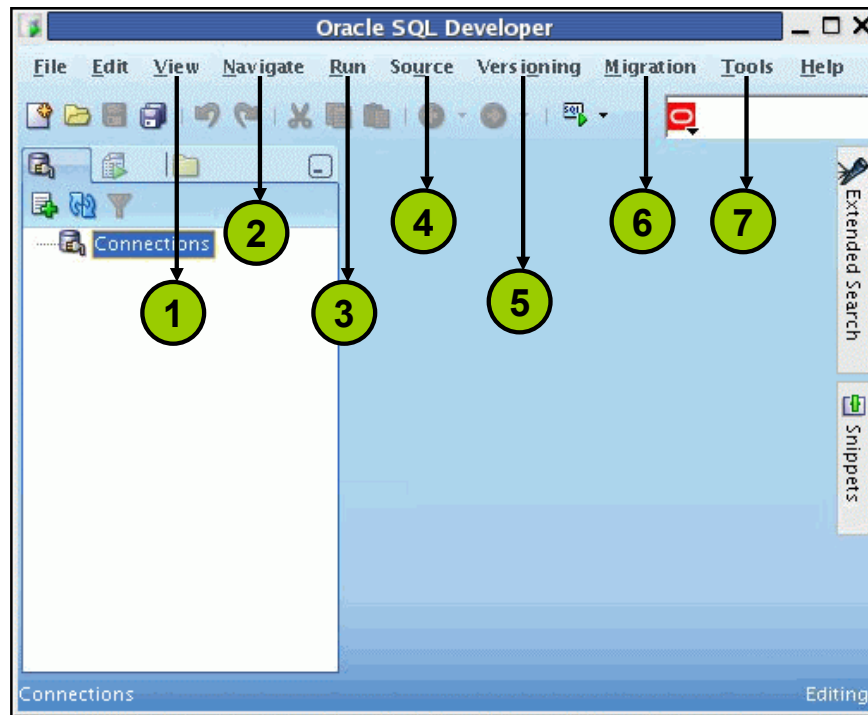 Oracle SQL Developer
File Edit View Navigate Run Source Versioning Migration Tools Help
SQL
Connections
1
2
3
4
5
6
7
Extended Search
Snippets
Connections
Editing